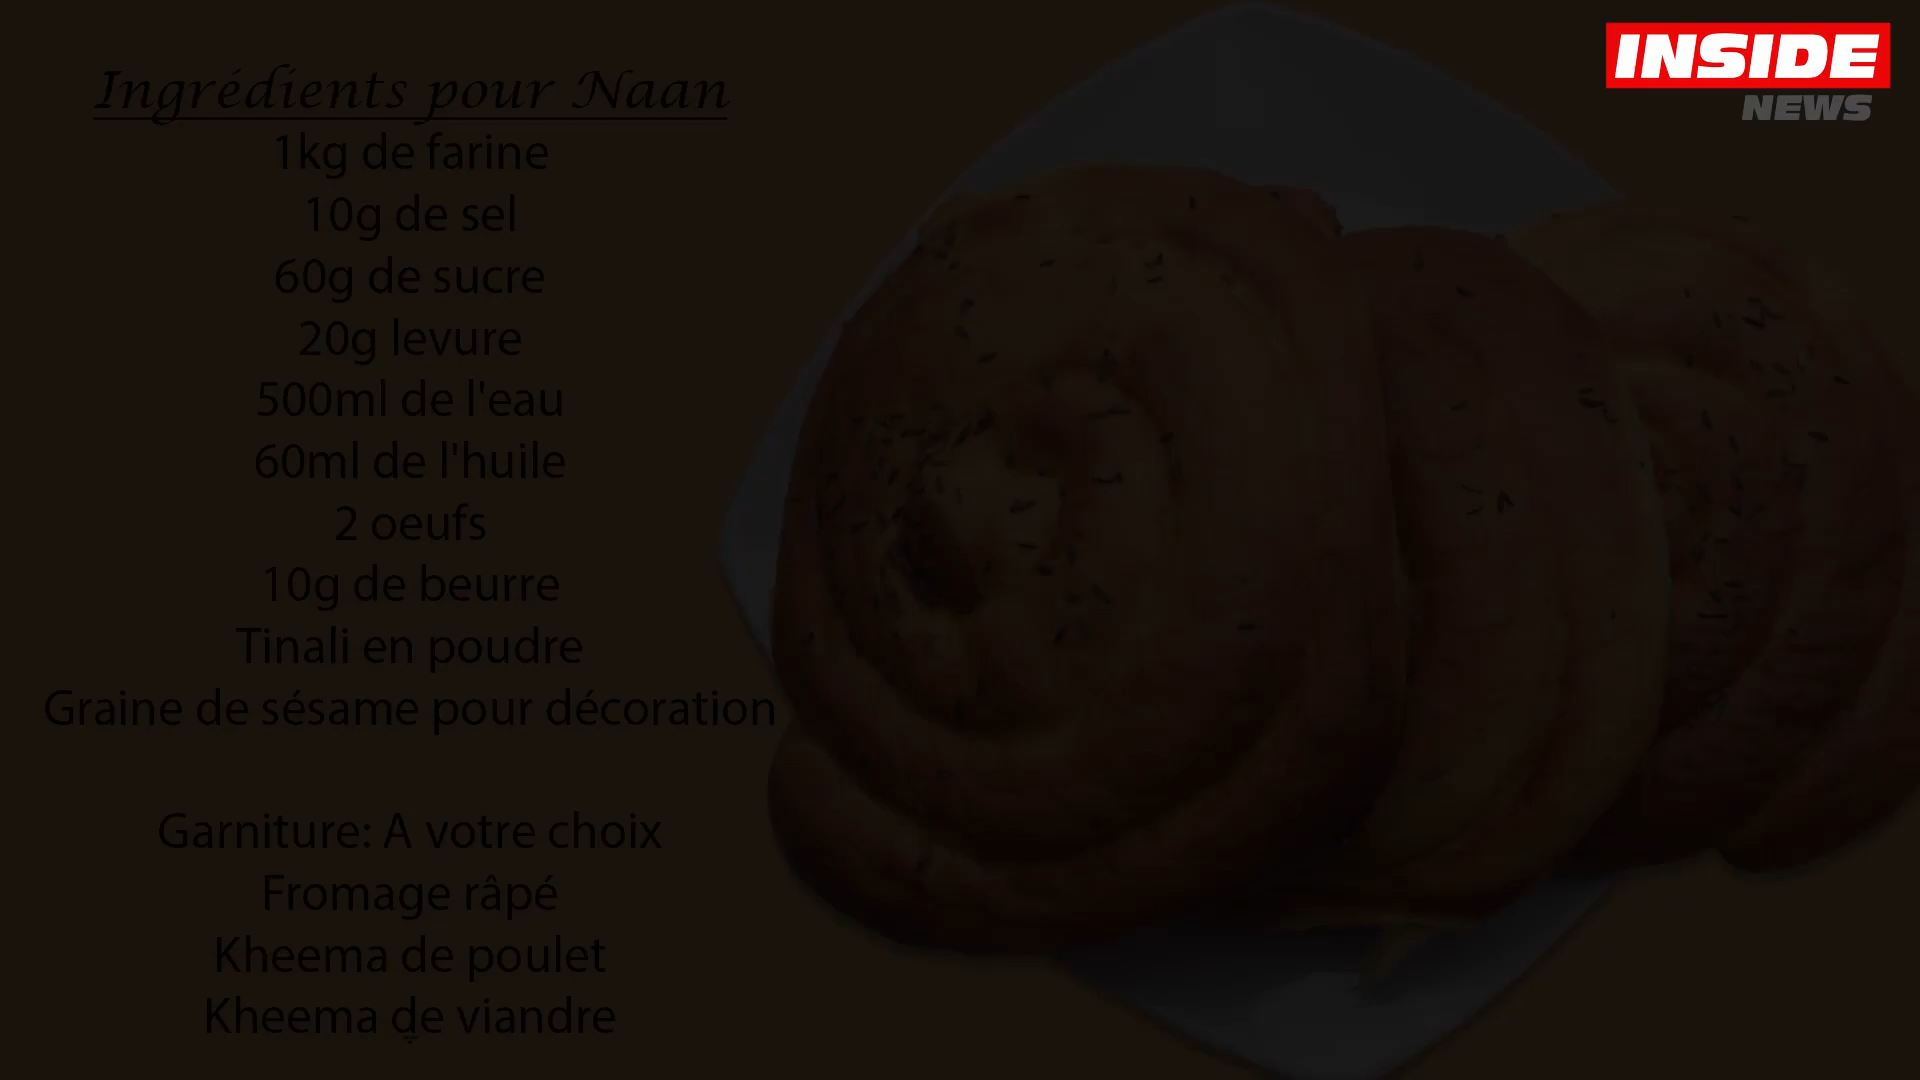 INSIDE
NEWS
Ingrédients pour Naan
1kg de farine
10g de sel
60g de sucre
20g levure
500ml de l'eau
60ml de l'huile
2 oeufs
10g de beurre
Tinali en poudre
Graine de sésame pour décoration
Garniture: A votre choix
Fromage râpé
Kheema de poulet
Kheema de viandre